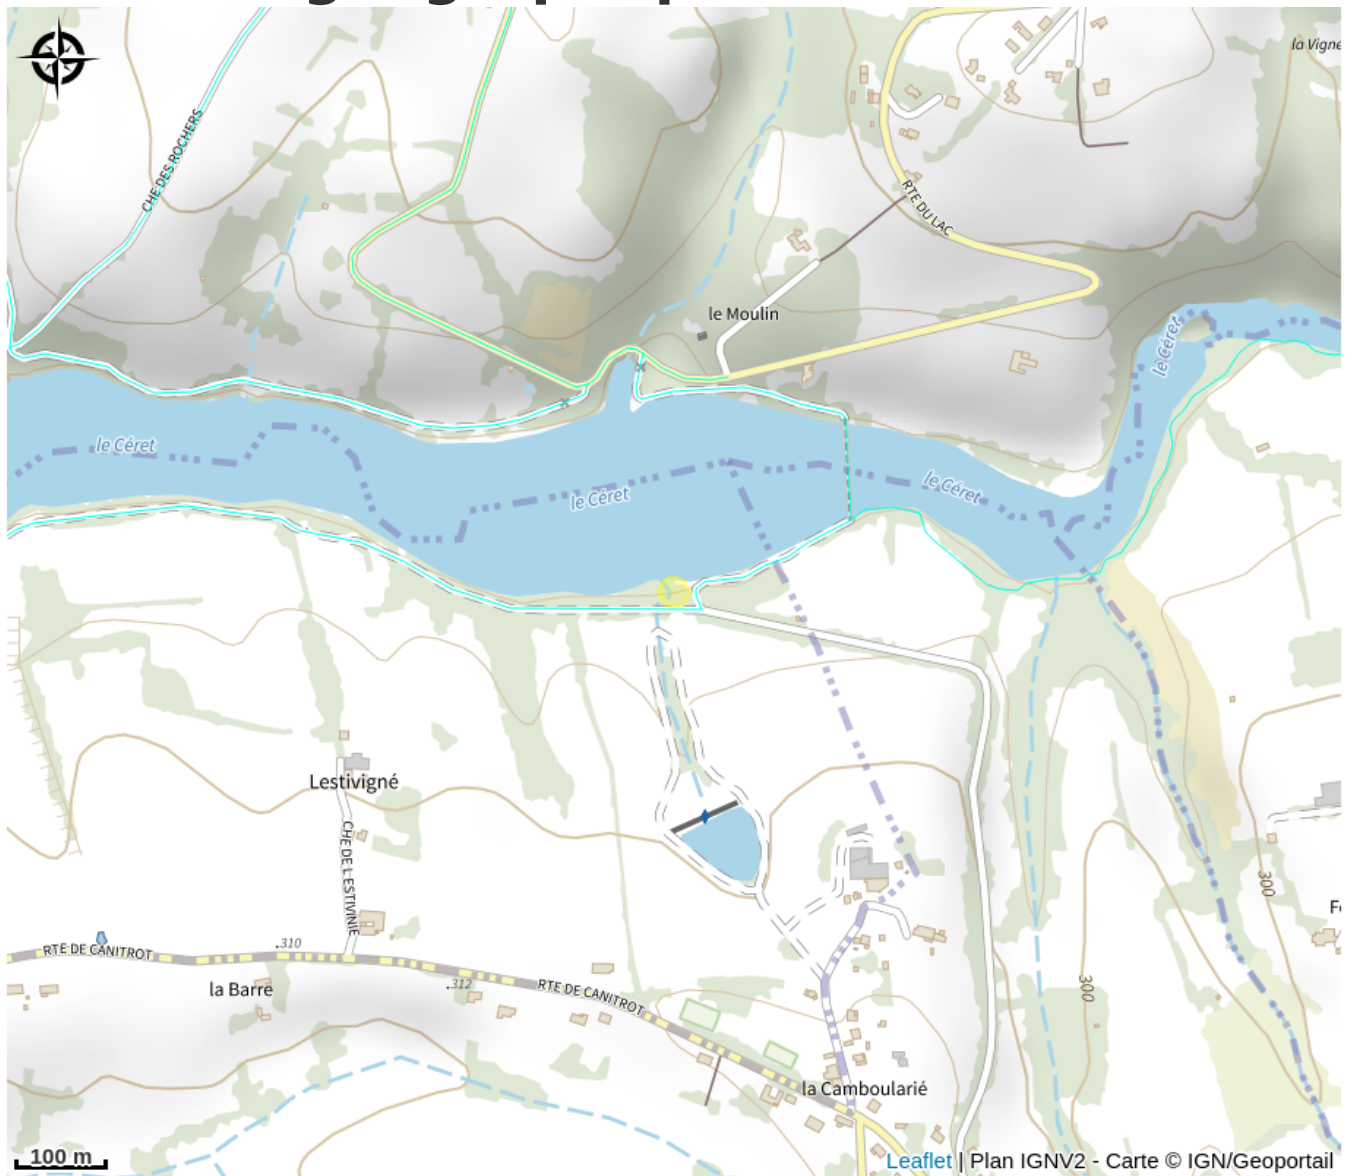 la Vigne
CHE DES ROCHERS
RTE DU LAC
le Moulin
le Céret
le Céret
le Céret
le Céret
Lestivigné
CHE DE L'ESTIVINIE
300
F
310
RTE DE CANITROT
312
RTE DE CANITROT
la Barre
300
la Camboularié
100 m
Leaflet | Plan IGNV2 - Carte © IGN/Geoportail